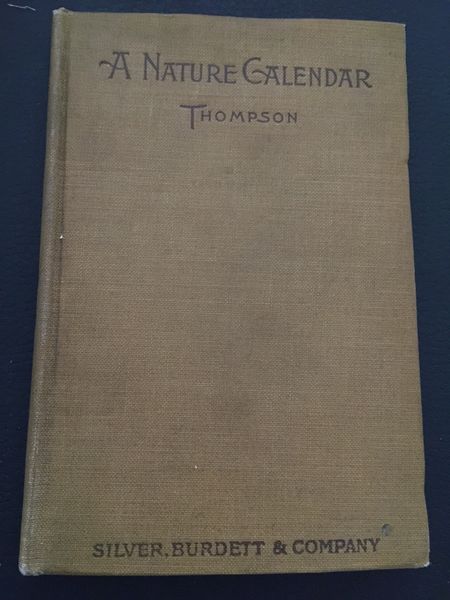 A NATURE CALENDAR
THOMPSON
SILVER, BURDETT & COMPANY